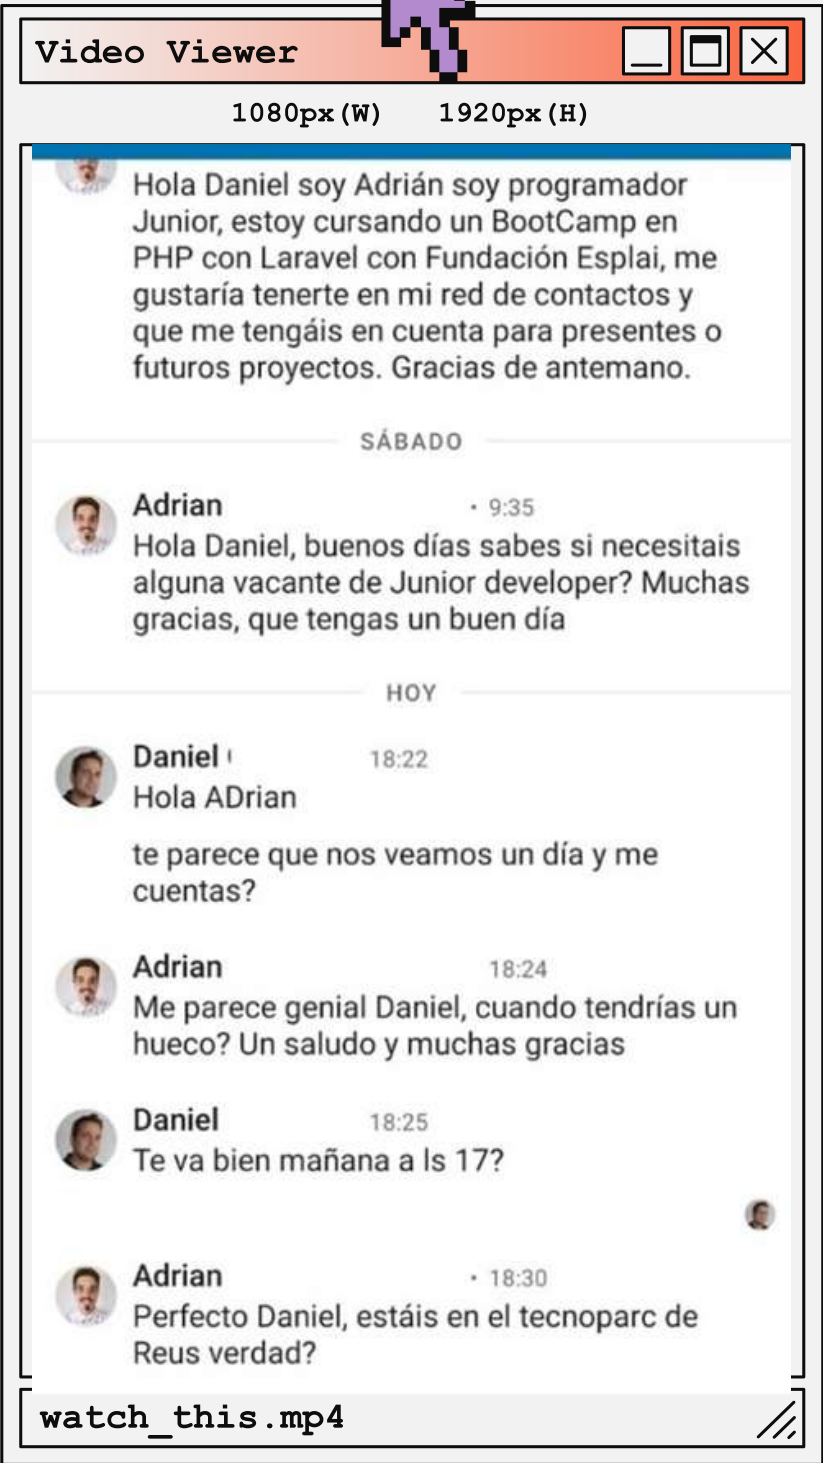 Video Viewer
1080px(W) 1920px(H)
Hola Daniel soy Adrián soy programador
Junior, estoy cursando un BootCamp en
PHP con Laravel con Fundación Esplai, me
gustaría tenerte en mi red de contactos y
que me tengáis en cuenta para presentes o
futuros proyectos. Gracias de antemano.
SÁBADO
Adrian · 9:35
Hola Daniel, buenos días sabes si necesitais
alguna vacante de Junior developer? Muchas
gracias, que tengas un buen día
HOY
Daniel 18:22
Hola ADrian
te parece que nos veamos un día y me
cuentas?
Adrian 18:24
Me parece genial Daniel, cuando tendrías un
hueco? Un saludo y muchas gracias
Daniel 18:25
Te va bien mañana a ls 17?
Adrian · 18:30
Perfecto Daniel, estáis en el tecnoparc de
Reus verdad?
watch_this.mp4